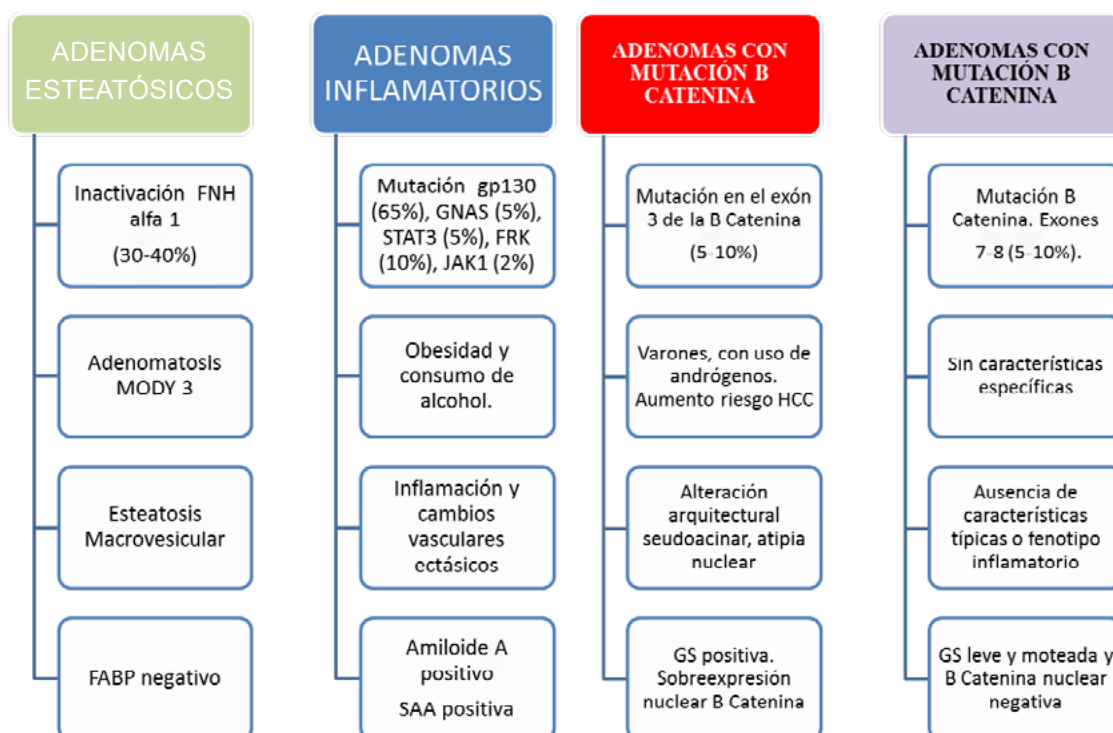 ADENOMAS
ESTEATÓSICOS
Inactivación FNH
alfa 1
(30-40%)
Adenomatosis
MODY 3
Esteatosis
Macrovesicular
FABP negativo
ADENOMAS
INFLAMATORIOS
Mutación gp130
(65%), GNAS (5%),
STAT3 (5%), FRK
(10%), JAK1 (2%)
Obesidad y
consumo de
alcohol.
Inflamación y
cambios
vasculares
ectásicos
Amiloide A
positivo
SAA positiva
ADENOMAS CON
MUTACIÓN B
CATENINA
Mutación en el exón
3 de la B Catenina
(5-10%)
Varones, con uso de
andrógenos.
Aumento riesgo HCC
Alteración
arquitectural
seudoacinar, atipia
nuclear
GS positiva.
Sobreexpresión
nuclear B Catenina
ADENOMAS CON
MUTACIÓN B
CATENINA
Mutación B
Catenina. Exones
7-8 (5-10%).
Sin características
específicas
Ausencia de
características
típicas o fenotipo
inflamatorio
GS leve y moteada y
B Catenina nuclear
negativa